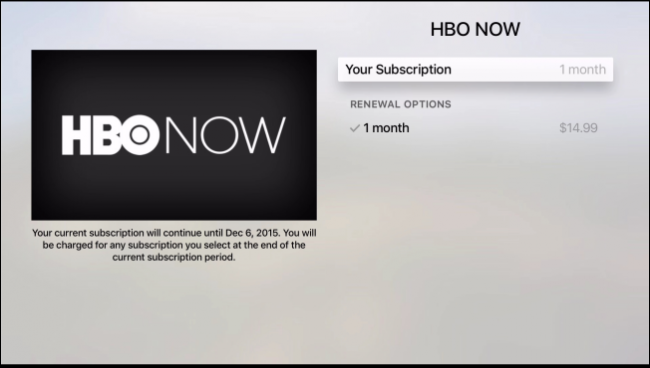 HBO NOW
Your Subscription 1 month
RENEWAL OPTIONS
✓ 1 month $14.99
HBO NOW
Your current subscription will continue until Dec 6, 2015. You will
be charged for any subscription you select at the end of the
current subscription period.